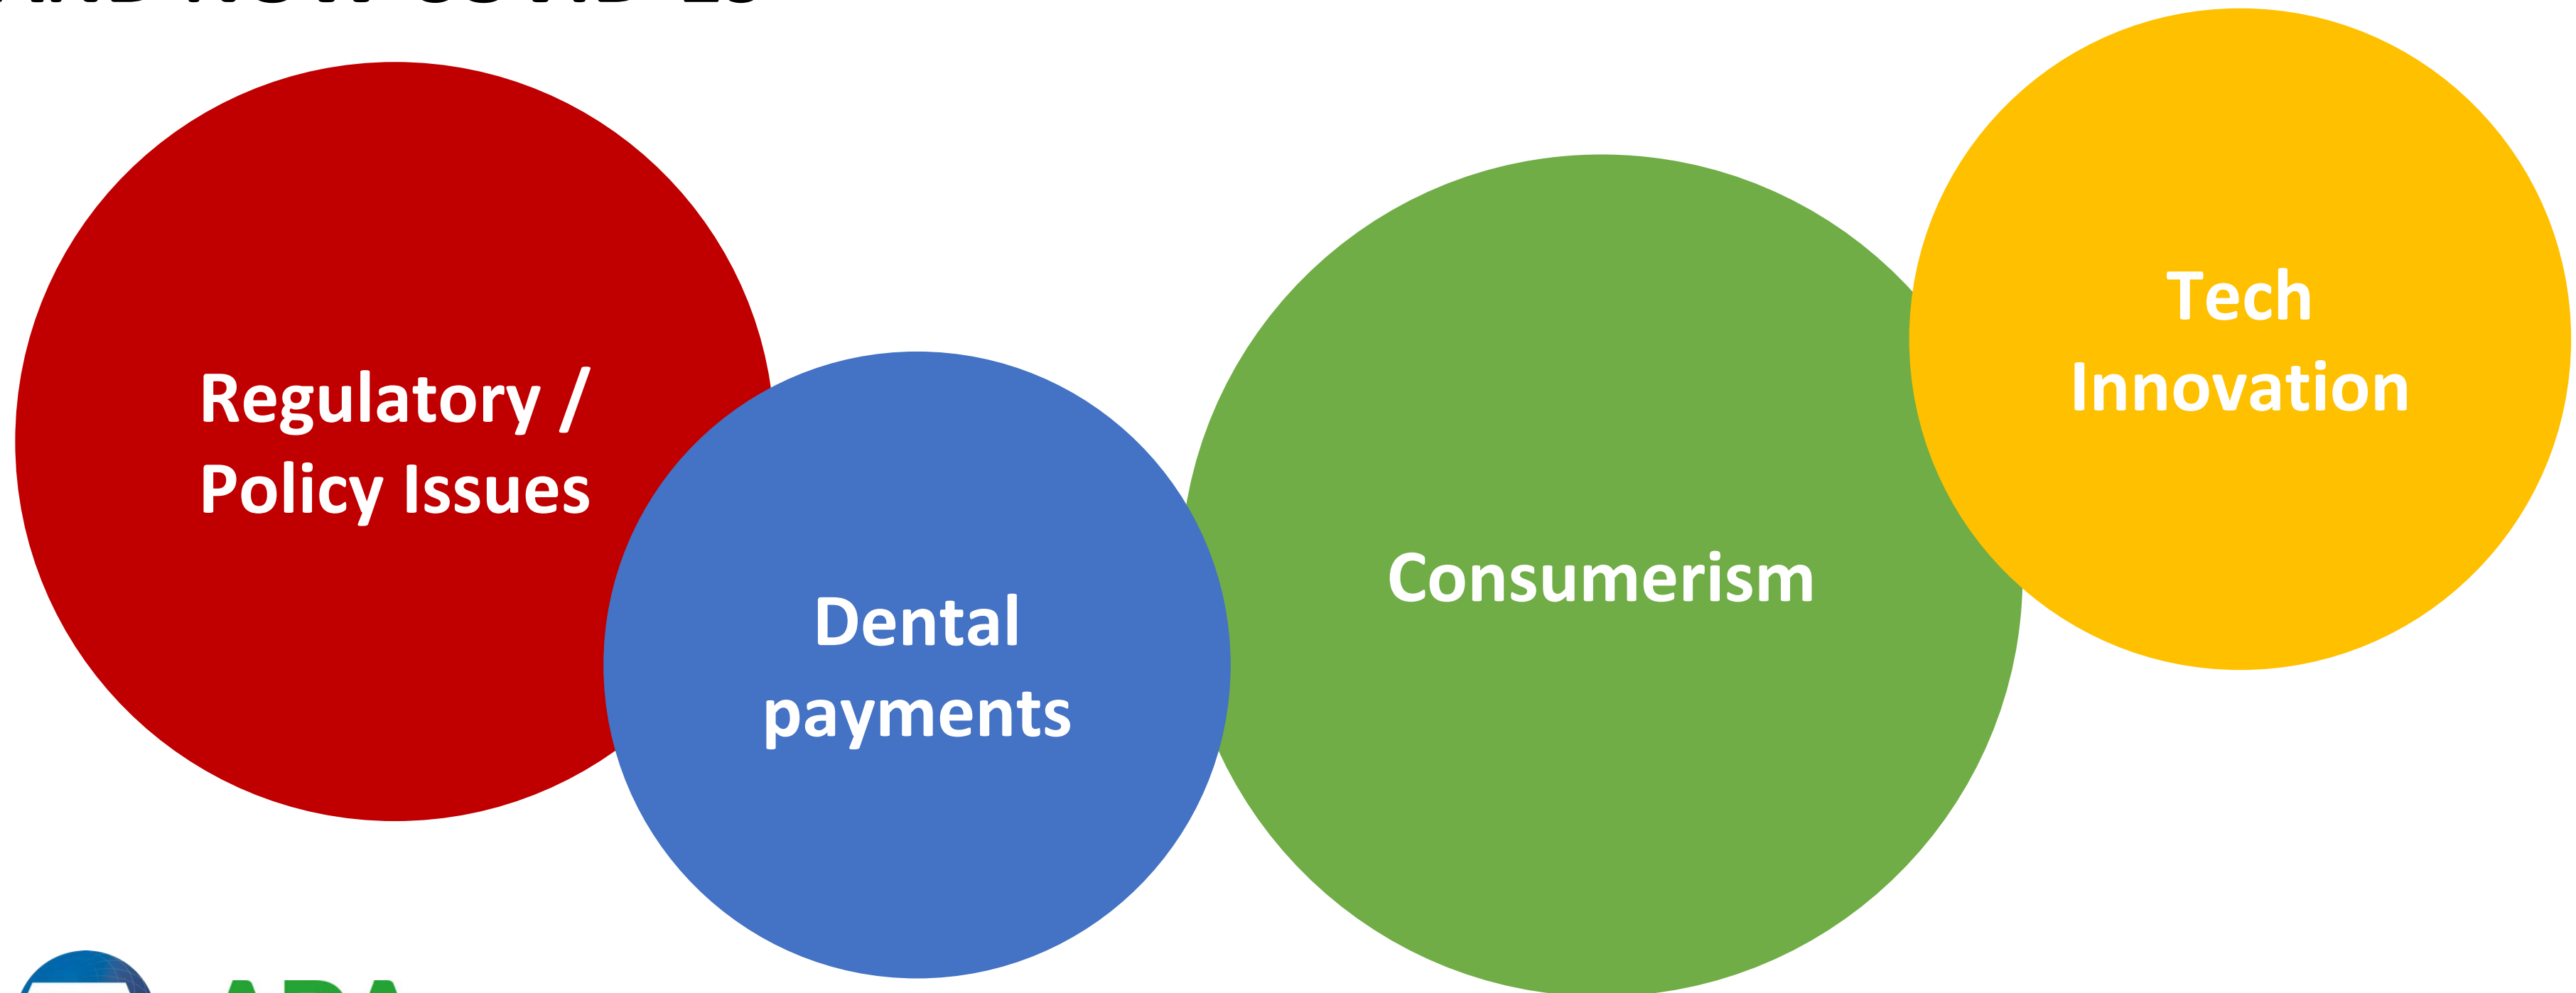 Regulatory /
Policy Issues
Dental
payments
Consumerism
Tech
Innovation